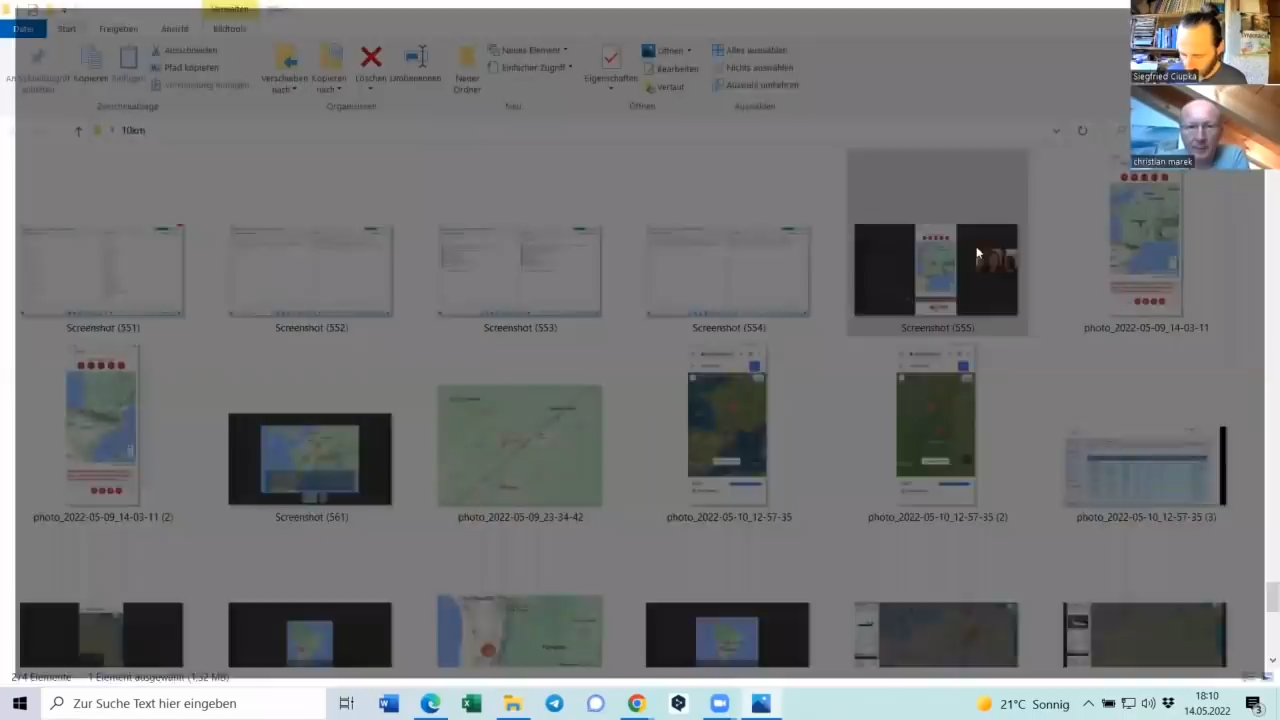 Verwalten
Datei Start Freigeben Ansicht Bildtools
Kopieren Einfügen
Ausschneiden
Pfad kopieren
Verknüpfung einfügen
Verschieben nach Kopieren nach Löschen Umbenennen
Neuer Ordner
Neues Element
Einfacher Zugriff
Eigenschaften
Öffnen
Bearbeiten
Verlauf
Alles auswählen
Nichts auswählen
Auswahl umkehren
Zwischenablage Organisieren Neu Öffnen Auswählen
Siegfried Ciupka
christian marek
10km
Screenshot (551) Screenshot (552) Screenshot (553) Screenshot (554) Screenshot (555) photo_2022-05-09_14-03-11
photo_2022-05-09_14-03-11 (2) Screenshot (561) photo_2022-05-09_23-34-42 photo_2022-05-10_12-57-35 photo_2022-05-10_12-57-35 (2) photo_2022-05-10_12-57-35 (3)
274 Elemente 1 Element ausgewählt (1,32 MB)
Zur Suche Text hier eingeben
21°C Sonnig
18:10
14.05.2022
3